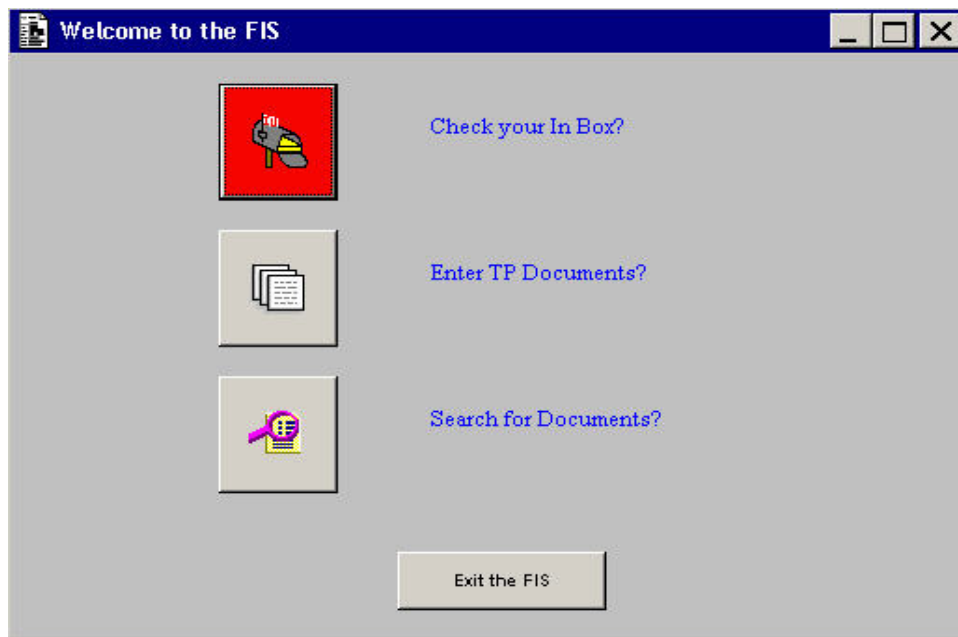 Welcome to the FIS
Check your In Box?
Enter TP Documents?
Search for Documents?
Exit the FIS